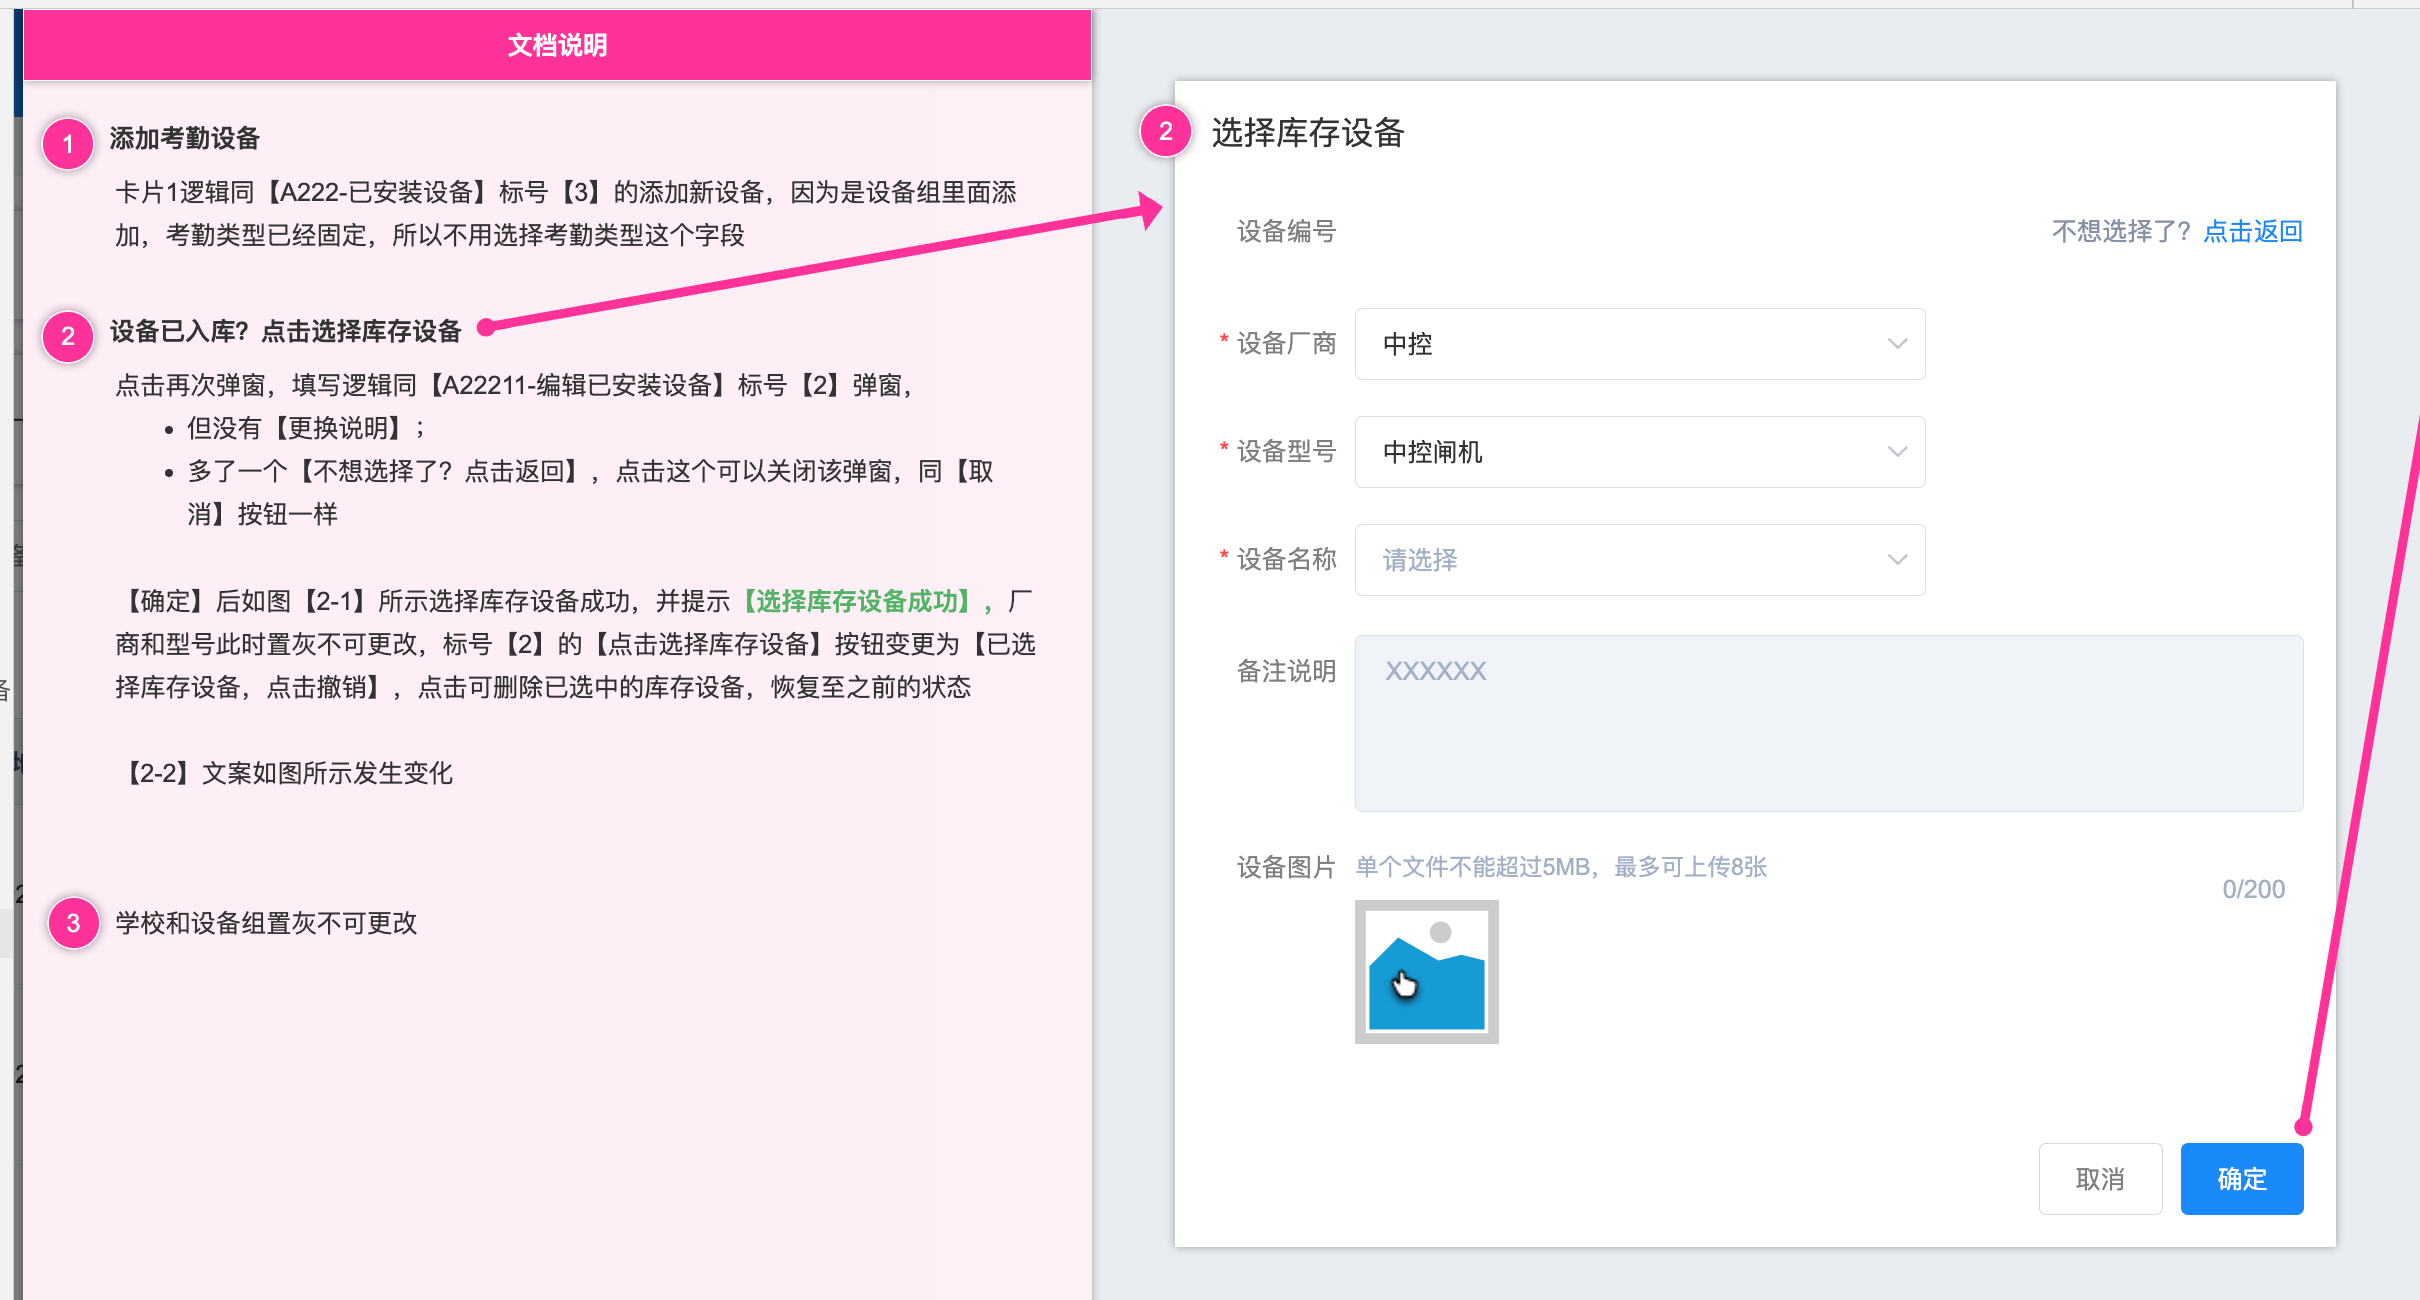 文档说明
1
添加考勤设备
卡片1逻辑同【A222-已安装设备】标号【3】的添加新设备，因为是设备组里面添
加，考勤类型已经固定，所以不用选择考勤类型这个字段
2
设备已入库？点击选择库存设备
点击再次弹窗，填写逻辑同【A22211-编辑已安装设备】标号【2】弹窗，
• 但没有【更换说明】；
• 多了一个【不想选择了？点击返回】，点击这个可以关闭该弹窗，同【取
消】按钮一样
【确定】后如图【2-1】所示选择库存设备成功，并提示【选择库存设备成功】，厂
商和型号此时置灰不可更改，标号【2】的【点击选择库存设备】按钮变更为【已选
择库存设备，点击撤销】，点击可删除已选中的库存设备，恢复至之前的状态
【2-2】文案如图所示发生变化
3
学校和设备组置灰不可更改
2
选择库存设备
设备编号
不想选择了？点击返回
* 设备厂商
中控
* 设备型号
中控闸机
* 设备名称
请选择
备注说明
XXXXXX
设备图片
单个文件不能超过5MB，最多可上传8张
0/200
取消
确定